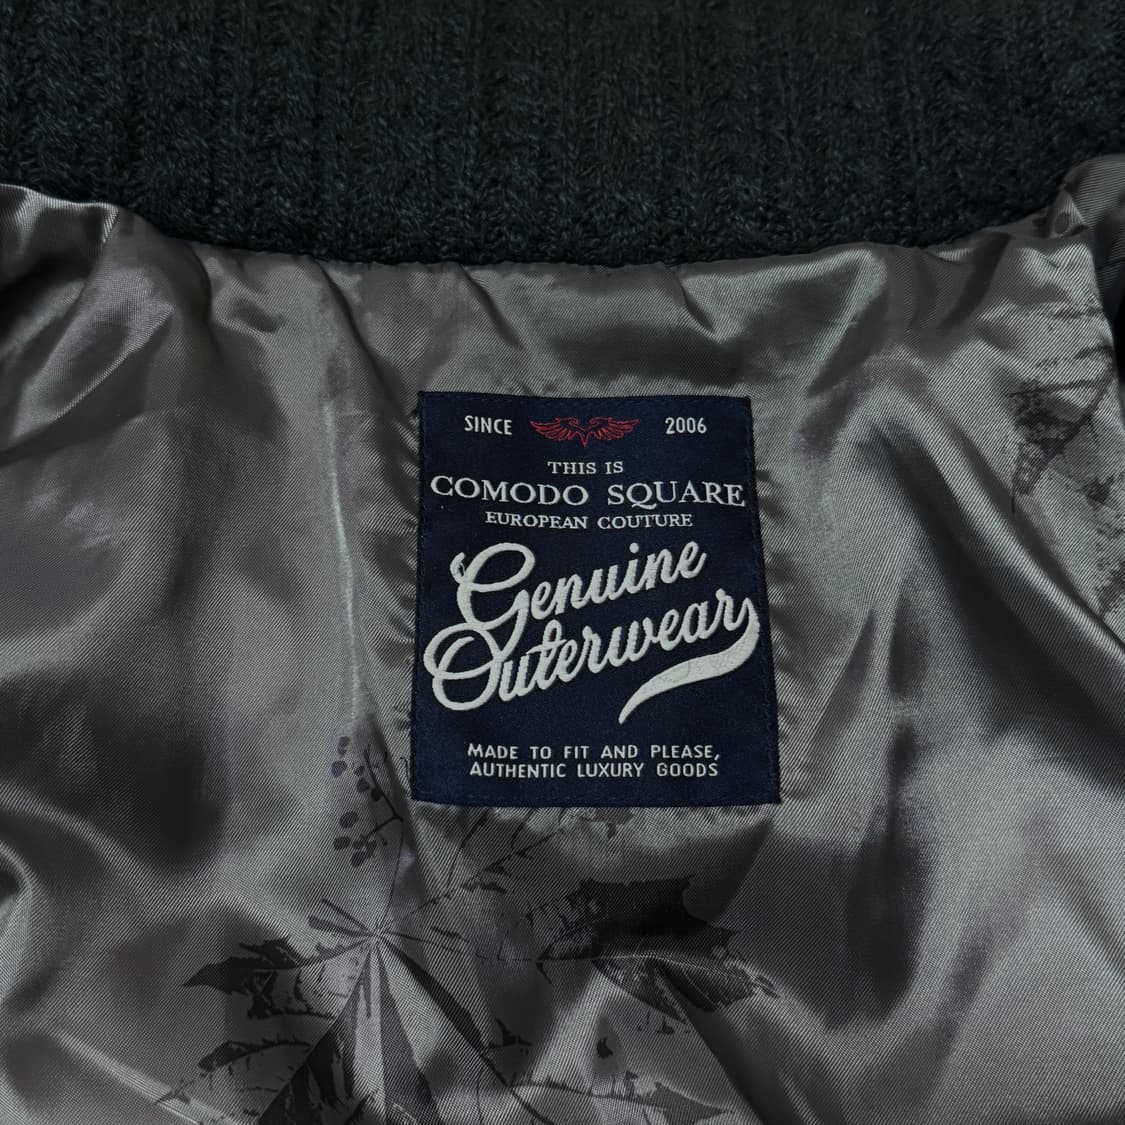 SINCE 2006
THIS IS
COMODO SQUARE
EUROPEAN COUTURE
Genuine
Outerwear
MADE TO FIT AND PLEASE,
AUTHENTIC LUXURY GOODS